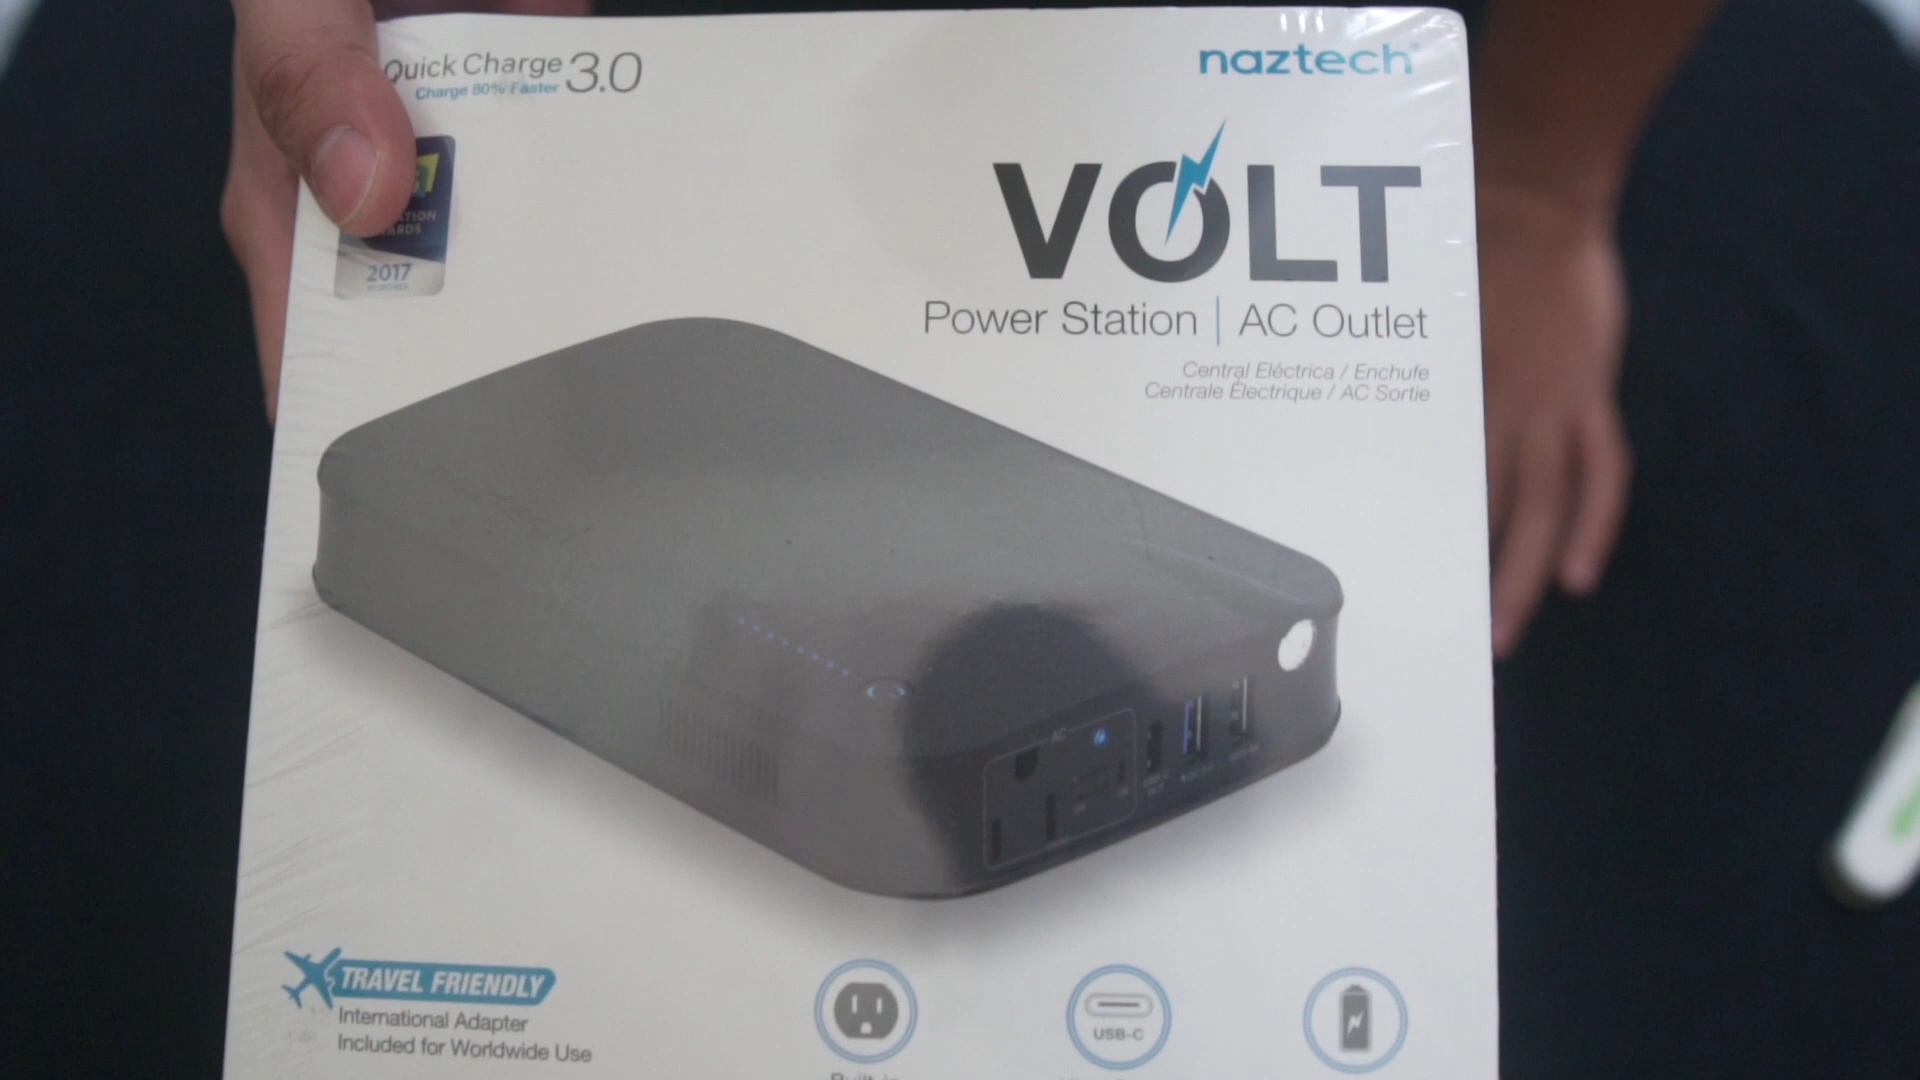 Quick Charge 3.0
Charge 80% Faster
naztech
2017
VOLT
Power Station | AC Outlet
Central Eléctrica / Enchufe
Centrale Électrique / AC Sortie
AC
TRAVEL FRIENDLY
International Adapter
Included for Worldwide Use
USB-C